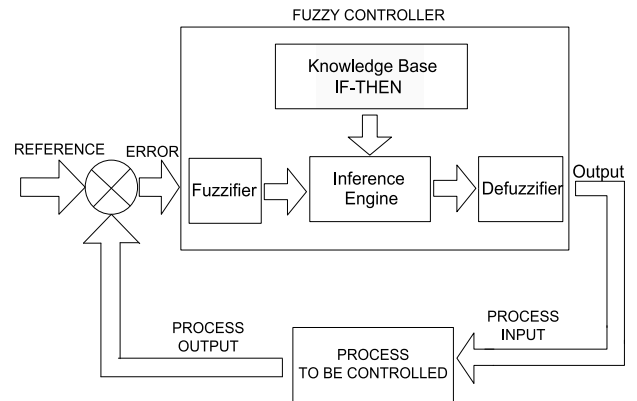 FUZZY CONTROLLER
Knowledge Base
IF-THEN
REFERENCE
ERROR
Fuzzifier
Inference
Engine
Defuzzifier
Output
PROCESS
OUTPUT
PROCESS
INPUT
PROCESS
TO BE CONTROLLED